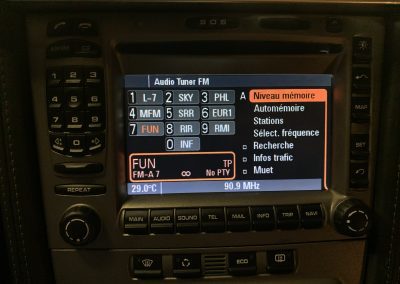 SOS
Audio Tuner FM
1 L-7 2 SKY 3 PHL A Niveau mémoire
4 MFM 5 SRR 6 EUR1 Automémoire
7 FUN 8 RIR 9 RMI Stations
0 INF Sélect. fréquence
Recherche
FUN TP Infos trafic
FM-A 7 ∞ No PTY Muet
29.0°C 90.9 MHz
REPEAT
MAIN AUDIO SOUND TEL MAIL INFO TRIP NAVI
MAP
SET
ECO